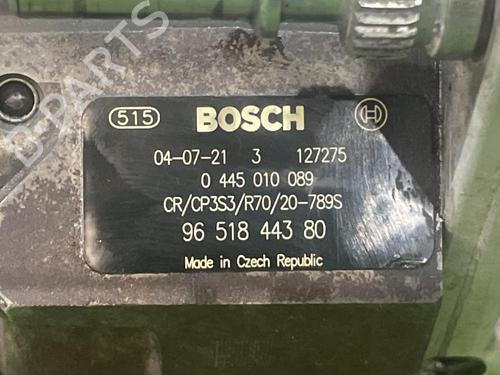 B-PARTS
515 BOSCH
04-07-21 3 127275
0 445 010 089
CR/CP3S3/R70/20-789S
96 518 443 80
Made in Czech Republic